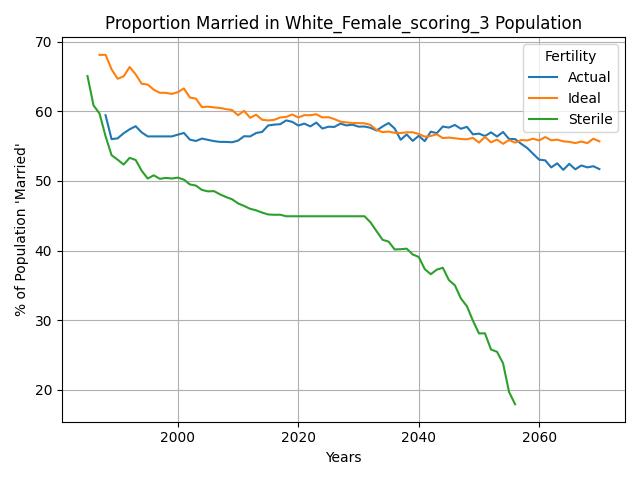 Proportion Married in White_Female_scoring_3 Population
70
60
50
40
30
20
% of Population 'Married'
Fertility
Actual
Ideal
Sterile
2000
2020
2040
2060
Years